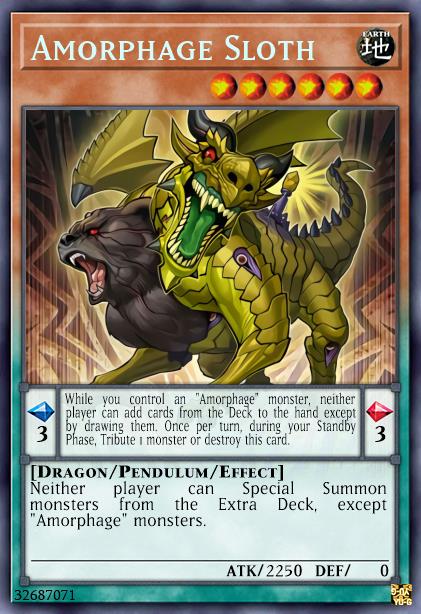 Amorphage Sloth
EARTH
地
While you control an "Amorphage" monster, neither
player can add cards from the Deck to the hand except
by drawing them. Once per turn, during your Standby
Phase, Tribute 1 monster or destroy this card.
3
3
[Dragon/Pendulum/Effect]
Neither player can Special Summon
monsters from the Extra Deck, except
"Amorphage" monsters.
ATK/2250 DEF/ 0
32687071